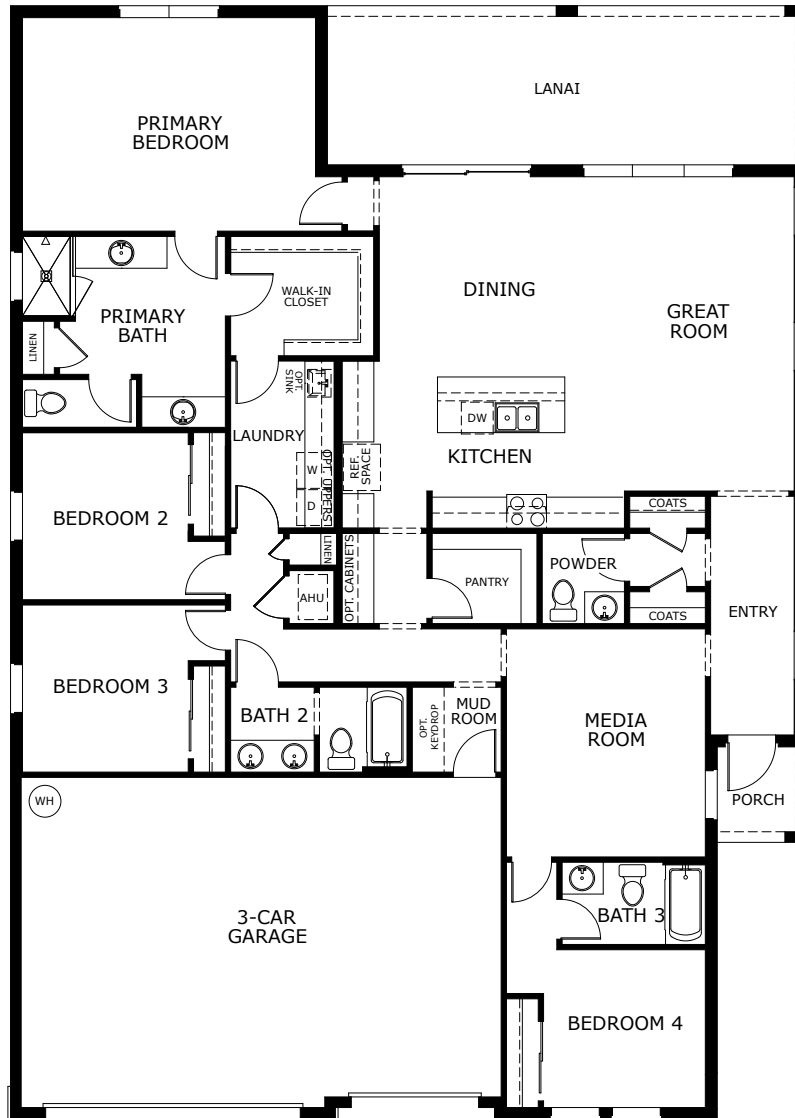 LANAI
PRIMARY
BEDROOM
WALK-IN
CLOSET
DINING
GREAT
ROOM
PRIMARY
BATH
LINEN
OPT.
SINK
LAUNDRY
W
D
OPT. UPPERS
REF.
SPACE
DW
KITCHEN
COATS
BEDROOM 2
LINEN
OPT. CABINETS
PANTRY
POWDER
AHU
COATS
ENTRY
BEDROOM 3
BATH 2
OPT.
KEYDROP
MUD
ROOM
MEDIA
ROOM
WH
PORCH
3-CAR
GARAGE
BATH 3
BEDROOM 4